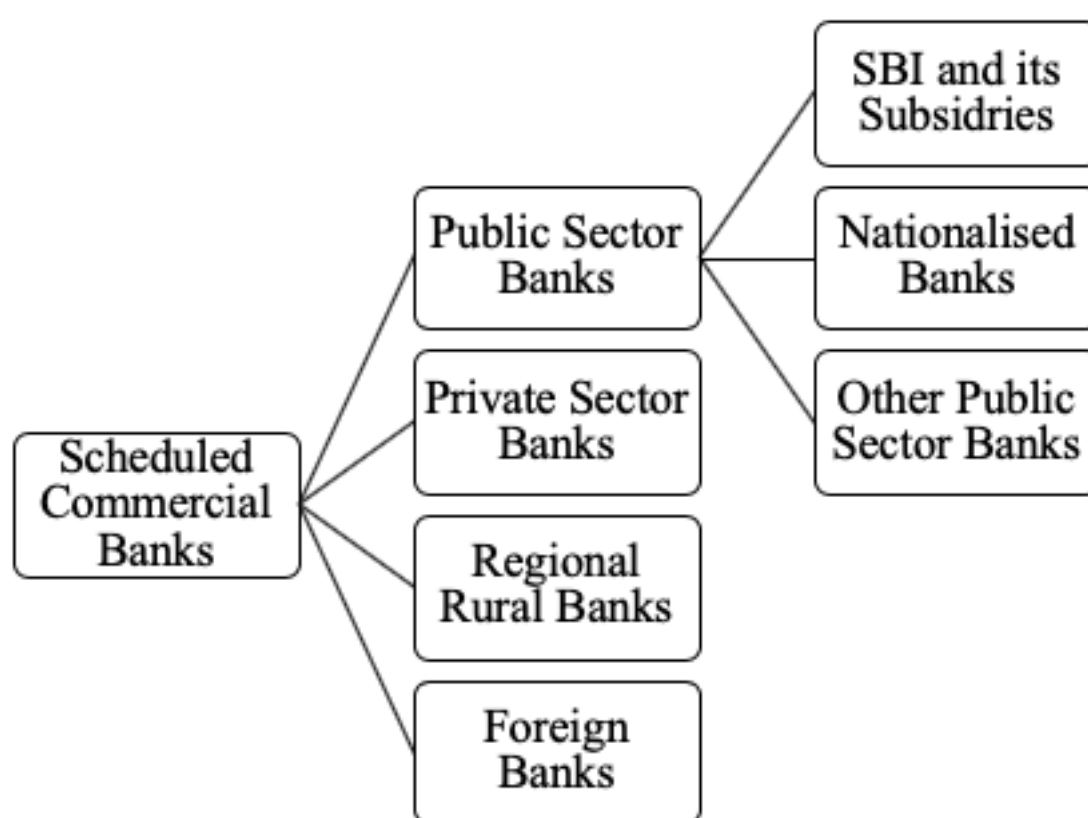 Scheduled
Commercial
Banks
Public Sector
Banks
Private Sector
Banks
Regional
Rural Banks
Foreign
Banks
SBI and its
Subsidries
Nationalised
Banks
Other Public
Sector Banks